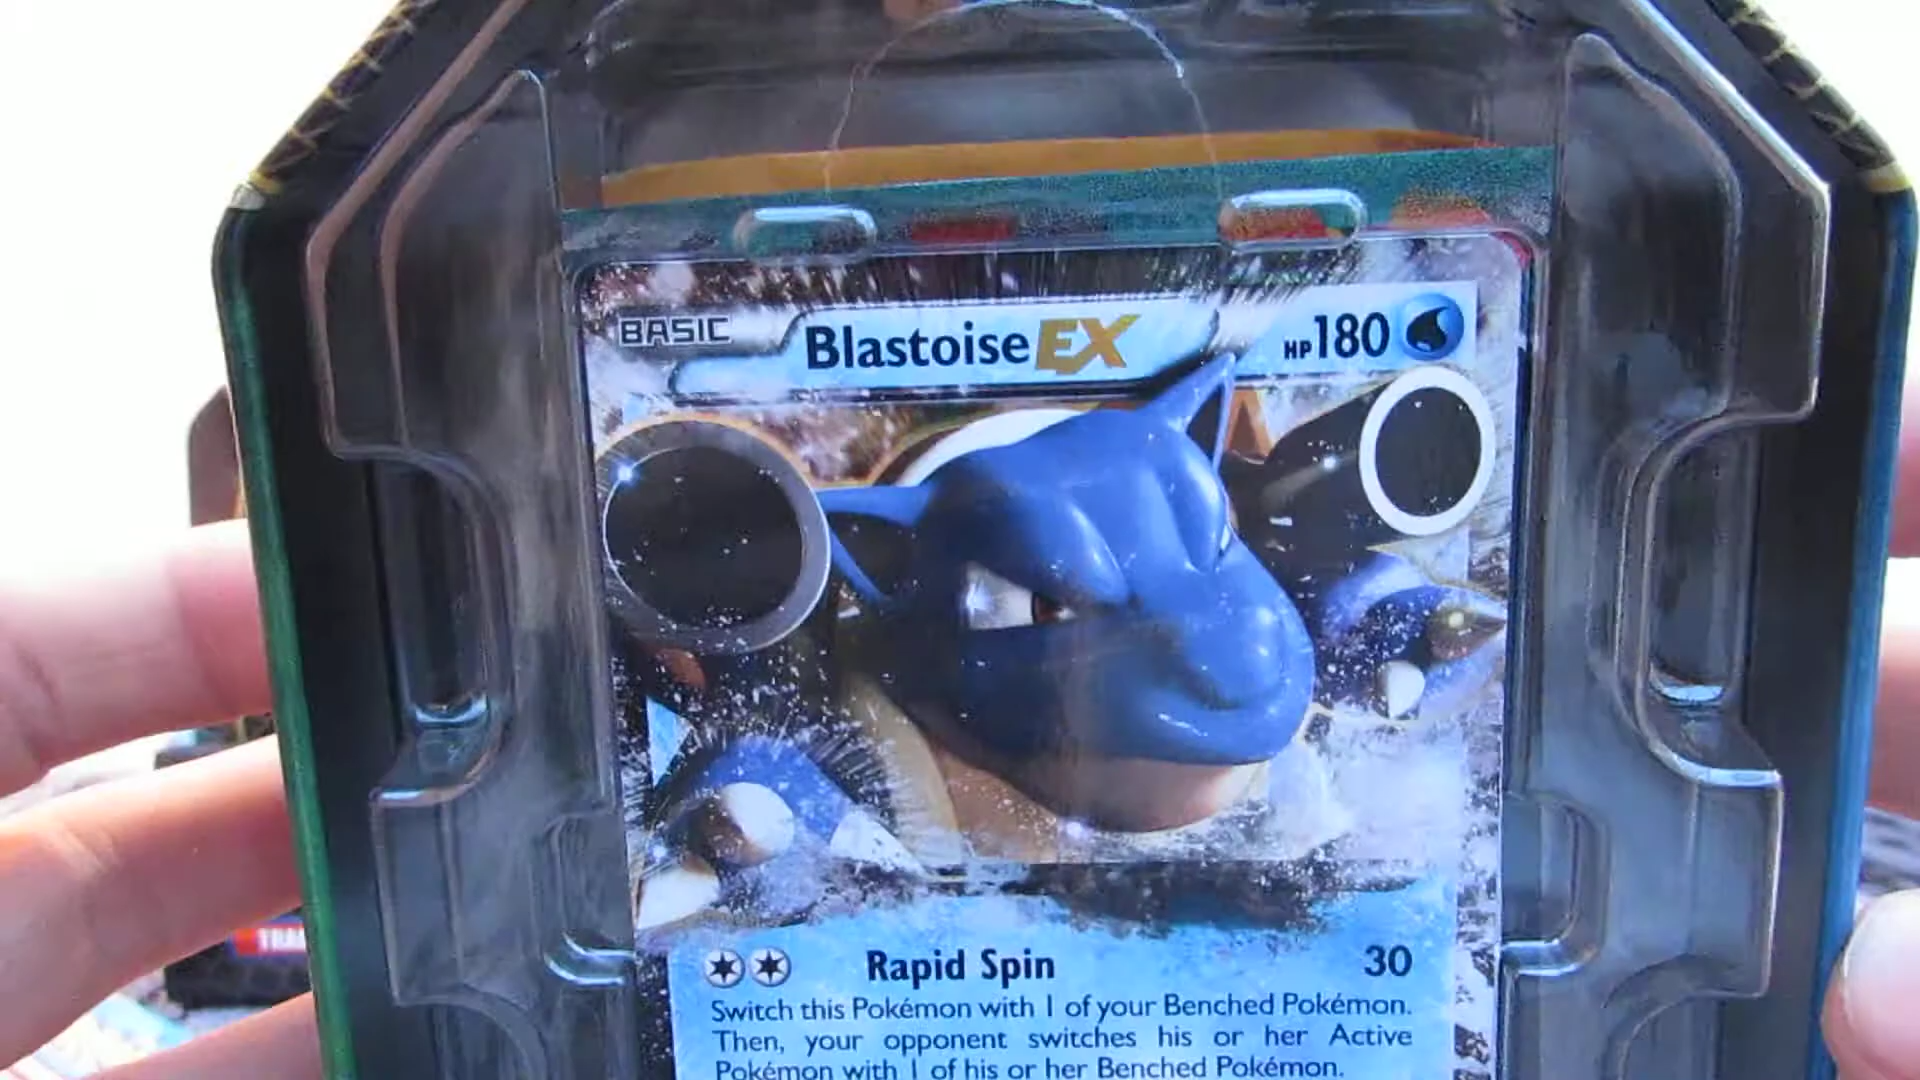 BASIC
Blastoise EX
HP 180
Rapid Spin 30
Switch this Pokémon with 1 of your Benched Pokémon.
Then, your opponent switches his or her Active
Pokémon with 1 of his or her Benched Pokémon.
TRA